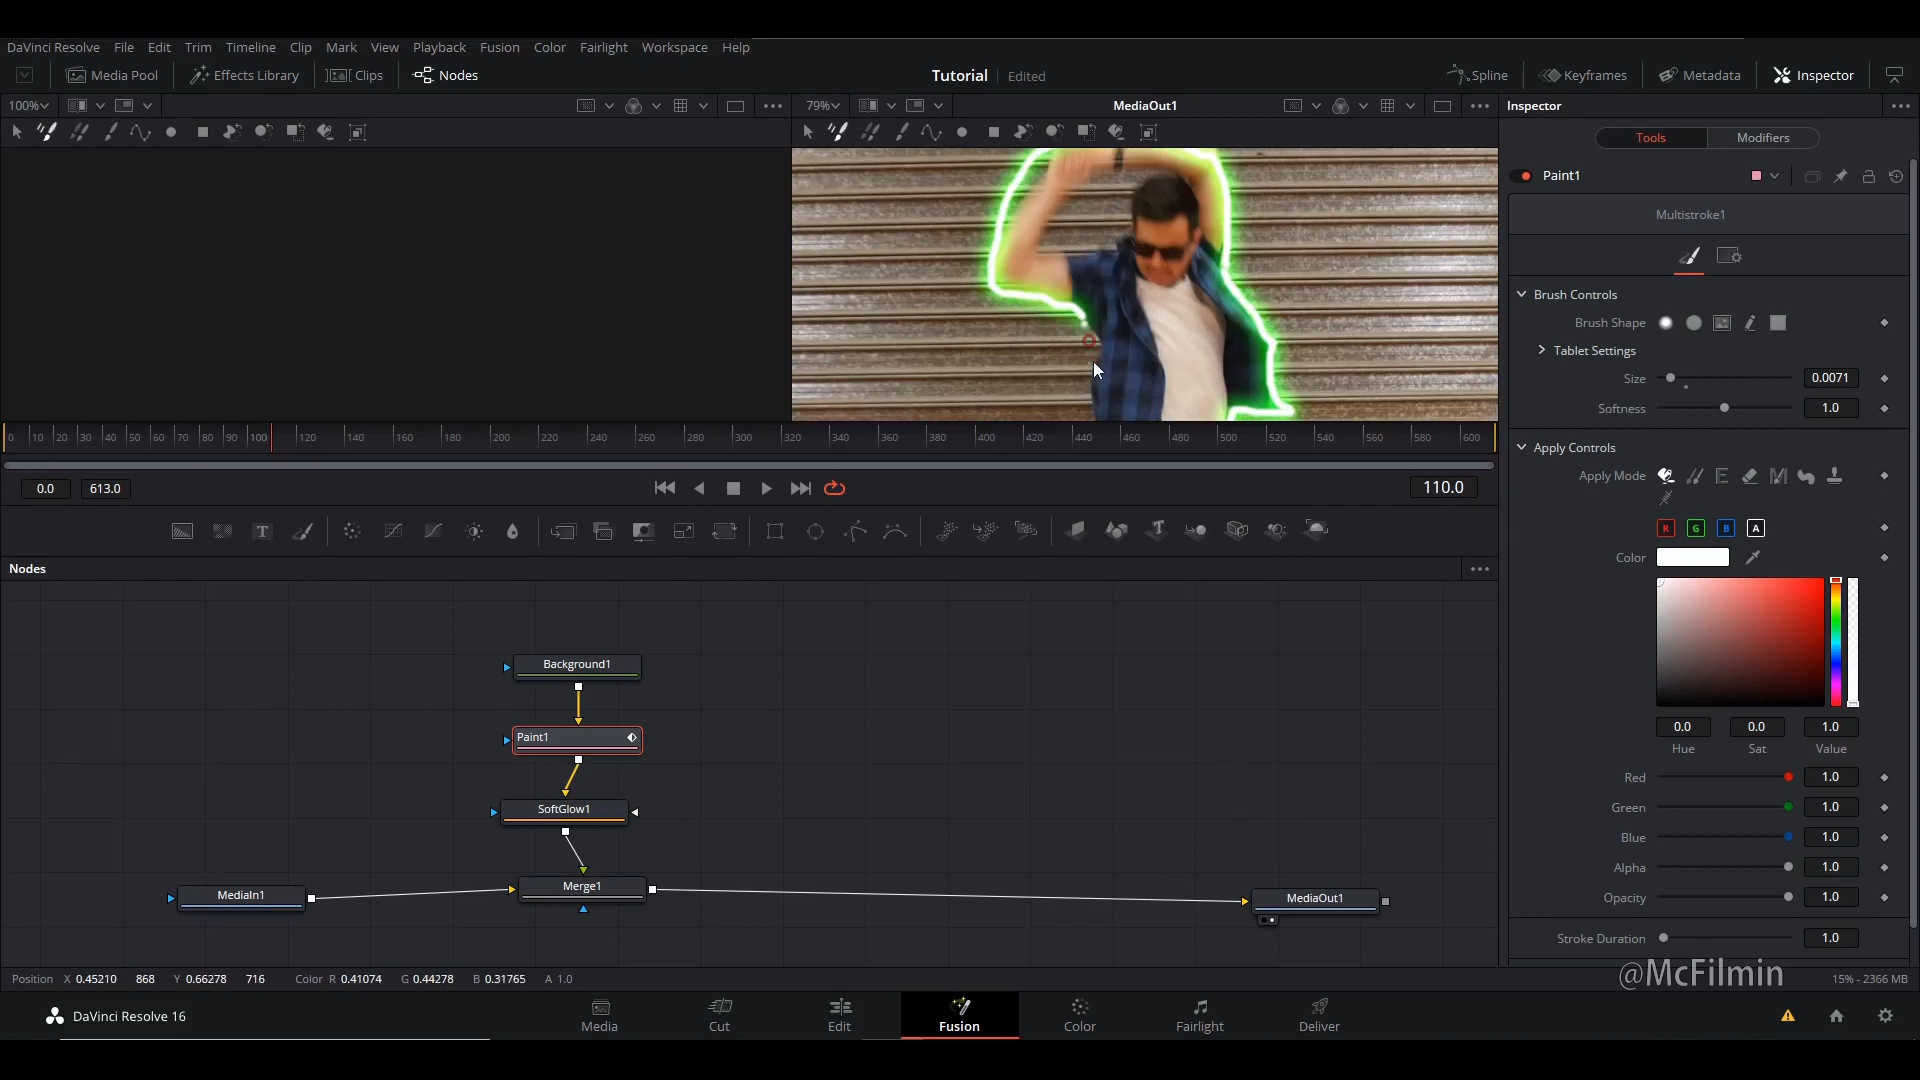 DaVinci Resolve File Edit Trim Timeline Clip Mark View Playback Fusion Color Fairlight Workspace Help
Media Pool Effects Library Clips Nodes Tutorial Edited Spline Keyframes Metadata Inspector
100% 79% MediaOut1 Inspector
Tools Modifiers
Paint1
Multistroke1
Brush Controls
Brush Shape
Tablet Settings
Size 0.0071
Softness 1.0
0 10 20 30 40 50 60 70 80 90 100 120 140 160 180 200 220 240 260 280 300 320 340 360 380 400 420 440 460 480 500 520 540 560 580 600
Apply Controls
Apply Mode E
0.0 613.0 110.0
T T
R G B A
Color
Nodes
Background1
Paint1
SoftGlow1
MediaIn1 Merge1 MediaOut1
0.0 0.0 1.0
Hue Sat Value
Red 1.0
Green 1.0
Blue 1.0
Alpha 1.0
Opacity 1.0
Stroke Duration 1.0
@McFilmin
Position X 0.45210 868 Y 0.66278 716 Color R 0.41074 G 0.44278 B 0.31765 A 1.0 15% - 2366 MB
DaVinci Resolve 16 Media Cut Edit Fusion Color Fairlight Deliver